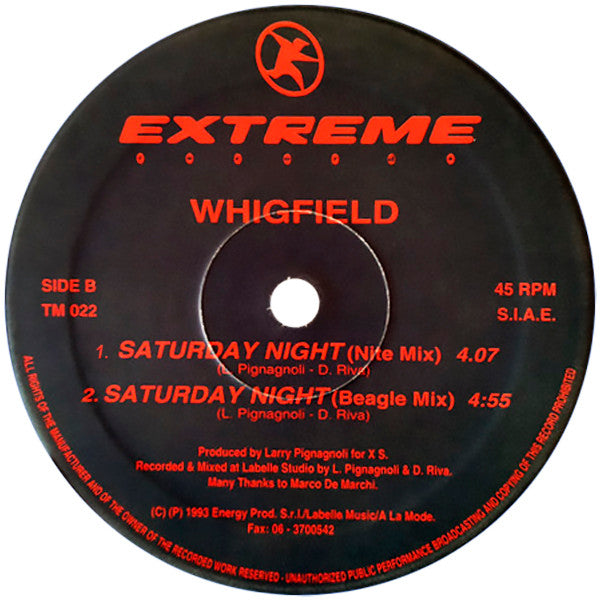 EXTREME
RECORDS
WHIGFIELD
SIDE B
TM 022
45 RPM
S.I.A.E.
1. SATURDAY NIGHT (Nite Mix) 4.07
(L. Pignagnoli - D. Riva)
2. SATURDAY NIGHT (Beagle Mix) 4:55
(L. Pignagnoli - D. Riva)
Produced by Larry Pignagnoli for X S.
Recorded & Mixed at Labelle Studio by L. Pignagnoli & D. Riva.
Many Thanks to Marco De Marchi.
(C) (P) 1993 Energy Prod. S.r.l./Labelle Music/A La Mode.
Fax: 06 - 3700542
ALL RIGHTS OF THE MANUFACTURER AND OF THE OWNER OF THE RECORDED WORK RESERVED - UNAUTHORIZED PUBLIC PERFORMANCE BROADCASTING AND COPYING OF THIS RECORD PROHIBITED